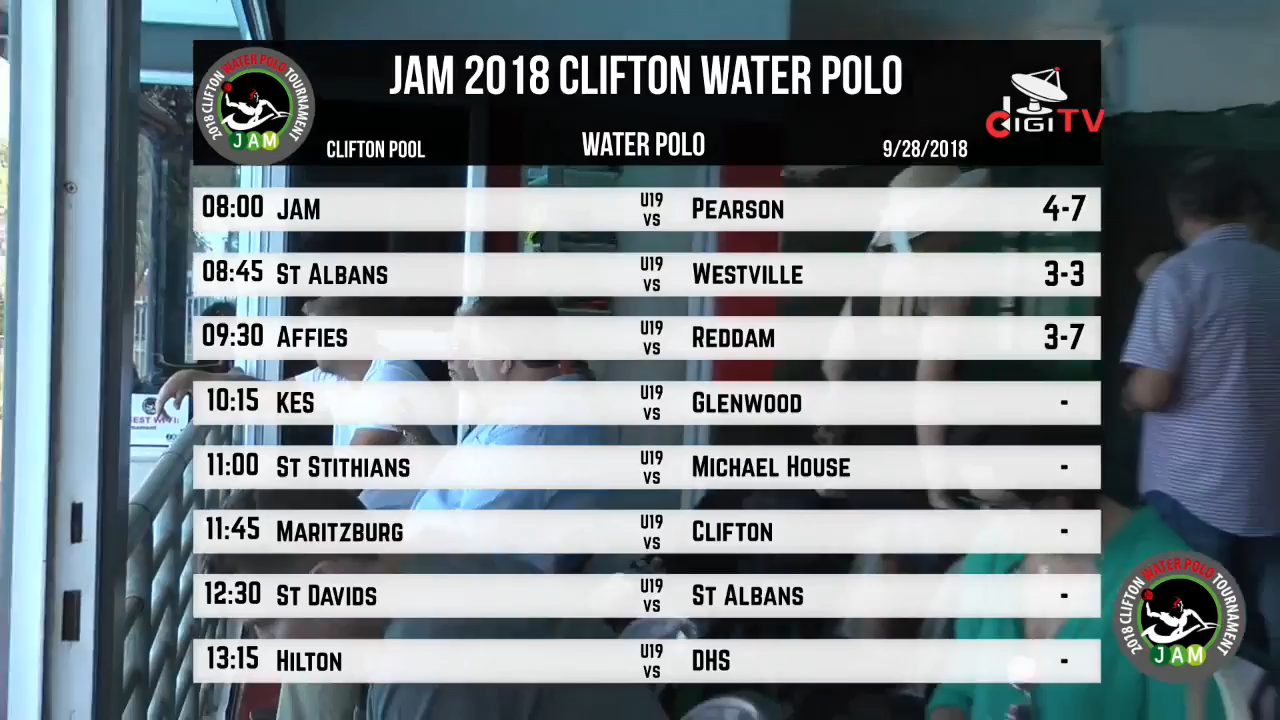 JAM 2018 CLIFTON WATER POLO
2018 CLIFTON WATER POLO TOURNAMENT
JAM
DIGITV
CLIFTON POOL WATER POLO 9/28/2018
08:00 JAM U19 VS PEARSON 4-7
08:45 ST ALBANS U19 VS WESTVILLE 3-3
09:30 AFFIES U19 VS REDDAM 3-7
10:15 KES U19 VS GLENWOOD -
11:00 ST STITHIANS U19 VS MICHAEL HOUSE -
11:45 MARITZBURG U19 VS CLIFTON -
12:30 ST DAVIDS U19 VS ST ALBANS -
13:15 HILTON U19 VS DHS -
2018 CLIFTON WATER POLO TOURNAMENT
JAM